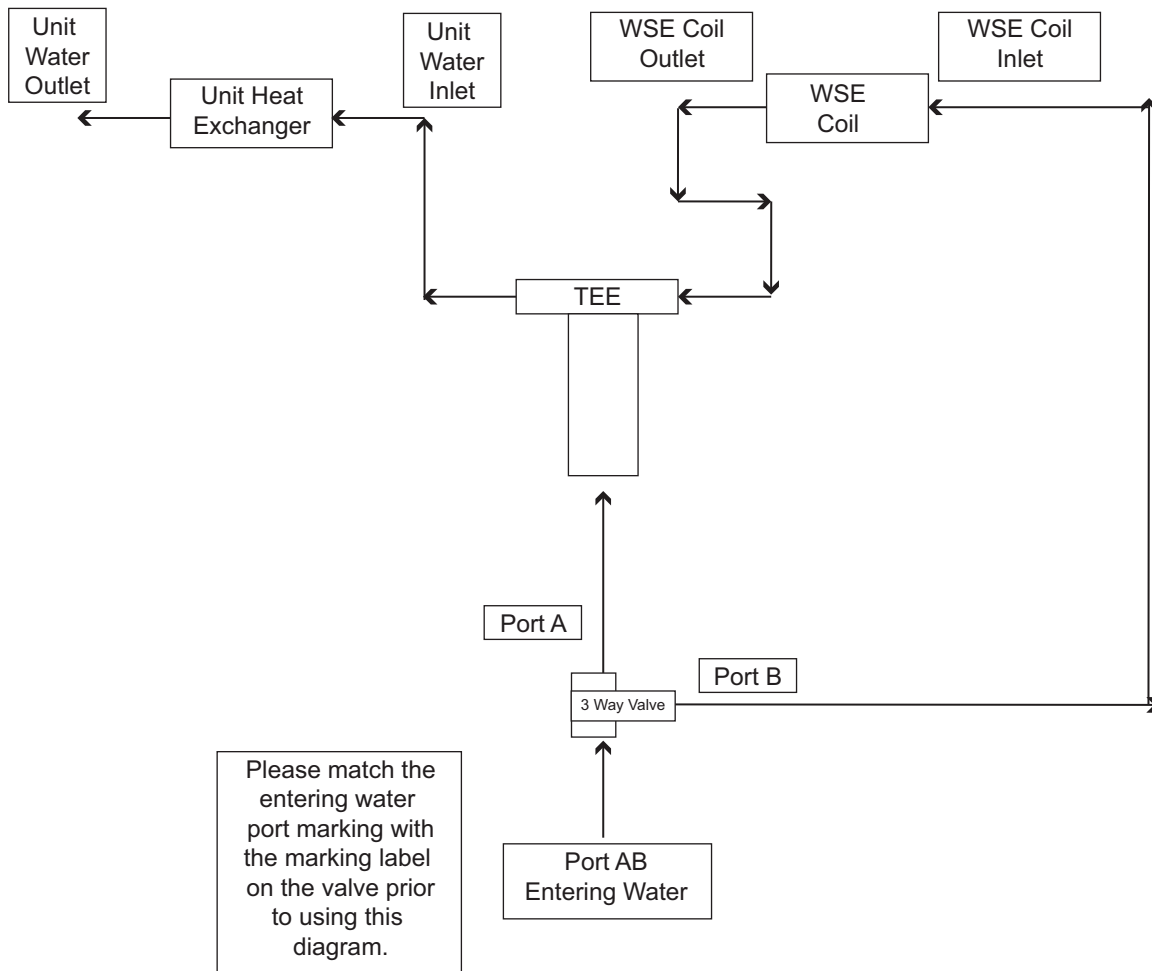 Unit
Water
Outlet
Unit Heat
Exchanger
Unit
Water
Inlet
WSE Coil
Outlet
WSE Coil
Inlet
WSE
Coil
TEE
Port A
Port B
3 Way Valve
Please match the
entering water
port marking with
the marking label
on the valve prior
to using this
diagram.
Port AB
Entering Water